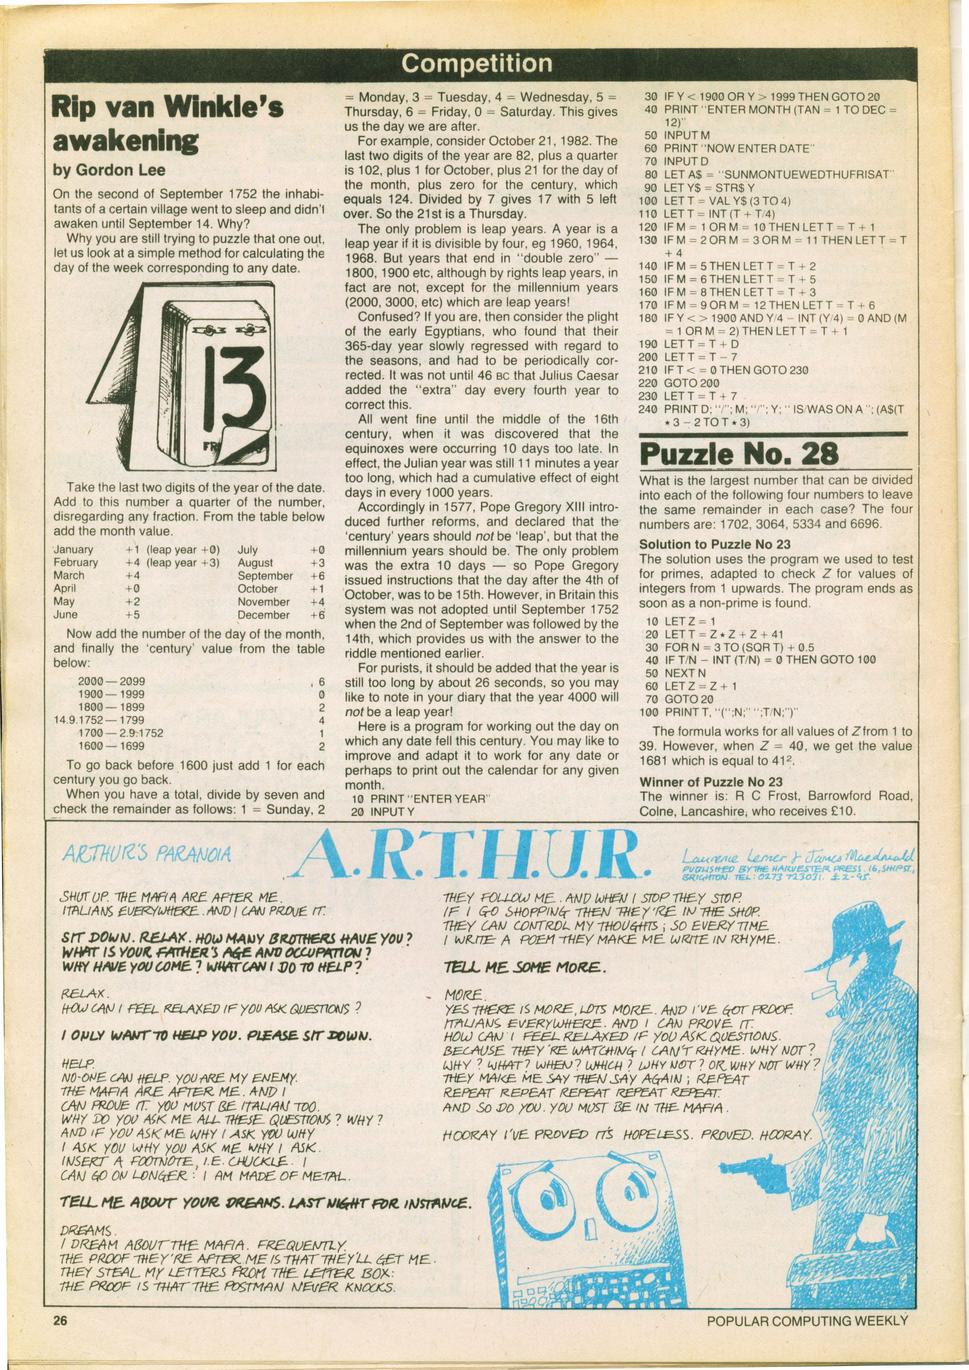 Competition
Rip van Winkle's
awakening
by Gordon Lee
On the second of September 1752 the inhabi-
tants of a certain village went to sleep and didn't
awaken until September 14. Why?
Why you are still trying to puzzle that one out,
let us look at a simple method for calculating the
day of the week corresponding to any date.
13
Take the last two digits of the year of the date.
Add to this number a quarter of the number,
disregarding any fraction. From the table below
add the month value.
January +1 (leap year +0) July +0
February +4 (leap year +3) August +3
March +4 September +6
April +0 October +1
May +2 November +4
June +5 December +6
Now add the number of the day of the month,
and finally the 'century' value from the table
below:
2000 — 2099 6
1900 — 1999 0
1800 — 1899 2
14.9.1752 — 1799 4
1700 — 2.9.1752 1
1600 — 1699 2
To go back before 1600 just add 1 for each
century you go back.
When you have a total, divide by seven and
check the remainder as follows: 1 = Sunday, 2
= Monday, 3 = Tuesday, 4 = Wednesday, 5 =
Thursday, 6 = Friday, 0 = Saturday. This gives
us the day we are after.
For example, consider October 21, 1982. The
last two digits of the year are 82, plus a quarter
is 102, plus 1 for October, plus 21 for the day of
the month, plus zero for the century, which
equals 124. Divided by 7 gives 17 with 5 left
over. So the 21st is a Thursday.
The only problem is leap years. A year is a
leap year if it is divisible by four, eg 1960, 1964,
1968. But years that end in "double zero" —
1800, 1900 etc, although by rights leap years, in
fact are not, except for the millennium years
(2000, 3000, etc) which are leap years!
Confused? If you are, then consider the plight
of the early Egyptians, who found that their
365-day year slowly regressed with regard to
the seasons, and had to be periodically cor-
rected. It was not until 46 BC that Julius Caesar
added the "extra" day every fourth year to
correct this.
All went fine until the middle of the 16th
century, when it was discovered that the
equinoxes were occurring 10 days too late. In
effect, the Julian year was still 11 minutes a year
too long, which had a cumulative effect of eight
days in every 1000 years.
Accordingly in 1577, Pope Gregory XIII intro-
duced further reforms, and declared that the
'century' years should not be 'leap', but that the
millennium years should be. The only problem
was the extra 10 days — so Pope Gregory
issued instructions that the day after the 4th of
October, was to be 15th. However, in Britain this
system was not adopted until September 1752
when the 2nd of September was followed by the
14th, which provides us with the answer to the
riddle mentioned earlier.
For purists, it should be added that the year is
still too long by about 26 seconds, so you may
like to note in your diary that the year 4000 will
not be a leap year!
Here is a program for working out the day on
which any date fell this century. You may like to
improve and adapt it to work for any date or
perhaps to print out the calendar for any given
month.
10 PRINT "ENTER YEAR"
20 INPUT Y
30 IF Y < 1900 OR Y > 1999 THEN GOTO 20
40 PRINT "ENTER MONTH (TAN = 1 TO DEC =
12)"
50 INPUT M
60 PRINT "NOW ENTER DATE"
70 INPUT D
80 LET A$ = "SUNMONTUEWEDTHUFRISAT"
90 LET Y$ = STR$ Y
100 LET T = VAL Y$ (3 TO 4)
110 LET T = INT (T + T/4)
120 IF M = 1 OR M = 10 THEN LET T = T + 1
130 IF M = 2 OR M = 3 OR M = 11 THEN LET T = T
+ 4
140 IF M = 5 THEN LET T = T + 2
150 IF M = 6 THEN LET T = T + 5
160 IF M = 8 THEN LET T = T + 3
170 IF M = 9 OR M = 12 THEN LET T = T + 6
180 IF Y < > 1900 AND Y/4 − INT (Y/4) = 0 AND (M
= 1 OR M = 2) THEN LET T = T + 1
190 LET T = T + D
200 LET T = T − 7
210 IF T < = 0 THEN GOTO 230
220 GOTO 200
230 LET T = T + 7
240 PRINT D; "/"; M; "/"; Y; " IS/WAS ON A "; (A$(T
* 3 − 2 TO T * 3)
Puzzle No. 28
What is the largest number that can be divided
into each of the following four numbers to leave
the same remainder in each case? The four
numbers are: 1702, 3064, 5334 and 6696.
Solution to Puzzle No 23
The solution uses the program we used to test
for primes, adapted to check Z for values of
integers from 1 upwards. The program ends as
soon as a non-prime is found.
10 LET Z = 1
20 LET T = Z * Z + Z + 41
30 FOR N = 3 TO (SQR T) + 0.5
40 IF T/N − INT (T/N) = 0 THEN GOTO 100
50 NEXT N
60 LET Z = Z + 1
70 GOTO 20
100 PRINT T, "(";N;" ";T/N;")"
The formula works for all values of Z from 1 to
39. However, when Z = 40, we get the value
1681 which is equal to 41².
Winner of Puzzle No 23
The winner is: R C Frost, Barrowford Road,
Colne, Lancashire, who receives £10.
ARTHUR'S PARANOIA
A.R.T.H.U.R.
Laurence Lerner & James Macdonald
PUBLISHED BY THE HARVESTER PRESS. 16, SHIP ST.,
BRIGHTON. TEL: 0273 723031. £2-95.
SHUT UP. THE MAFIA ARE AFTER ME.
ITALIANS EVERYWHERE. AND I CAN PROVE IT.
SIT DOWN. RELAX. HOW MANY BROTHERS HAVE YOU?
WHAT IS YOUR FATHER'S AGE AND OCCUPATION?
WHY HAVE YOU COME? WHAT CAN I DO TO HELP?
RELAX.
HOW CAN I FEEL RELAXED IF YOU ASK QUESTIONS?
I ONLY WANT TO HELP YOU. PLEASE SIT DOWN.
HELP.
NO-ONE CAN HELP. YOU ARE MY ENEMY.
THE MAFIA ARE AFTER ME. AND I
CAN PROVE IT. YOU MUST BE ITALIAN TOO.
WHY DO YOU ASK ME ALL THESE QUESTIONS? WHY?
AND IF YOU ASK ME WHY I ASK YOU WHY
I ASK YOU WHY YOU ASK ME WHY I ASK.
INSERT A FOOTNOTE, I.E. CHUCKLE. I
CAN GO ON LONGER: I AM MADE OF METAL.
TELL ME ABOUT YOUR DREAMS. LAST NIGHT FOR INSTANCE.
DREAMS.
I DREAM ABOUT THE MAFIA. FREQUENTLY.
THE PROOF THEY'RE AFTER ME IS THAT THEY'LL GET ME.
THEY STEAL MY LETTERS FROM THE LETTER BOX:
THE PROOF IS THAT THE POSTMAN NEVER KNOCKS.
THEY FOLLOW ME. AND WHEN I STOP THEY STOP.
IF I GO SHOPPING THEN THEY'RE IN THE SHOP.
THEY CAN CONTROL MY THOUGHTS; SO EVERY TIME
I WRITE A POEM THEY MAKE ME WRITE IN RHYME.
TELL ME SOME MORE.
MORE.
YES THERE IS MORE, LOTS MORE. AND I'VE GOT PROOF.
ITALIANS EVERYWHERE. AND I CAN PROVE IT.
HOW CAN I FEEL RELAXED IF YOU ASK QUESTIONS.
BECAUSE THEY'RE WATCHING I CAN'T RHYME. WHY NOT?
WHY? WHAT? WHEN? WHICH? WHY NOT? OR WHY NOT WHY?
THEY MAKE ME SAY THEN SAY AGAIN; REPEAT
REPEAT REPEAT REPEAT REPEAT REPEAT.
AND SO DO YOU. YOU MUST BE IN THE MAFIA.
HOORAY I'VE PROVED IT'S HOPELESS. PROVED. HOORAY.
26
POPULAR COMPUTING WEEKLY